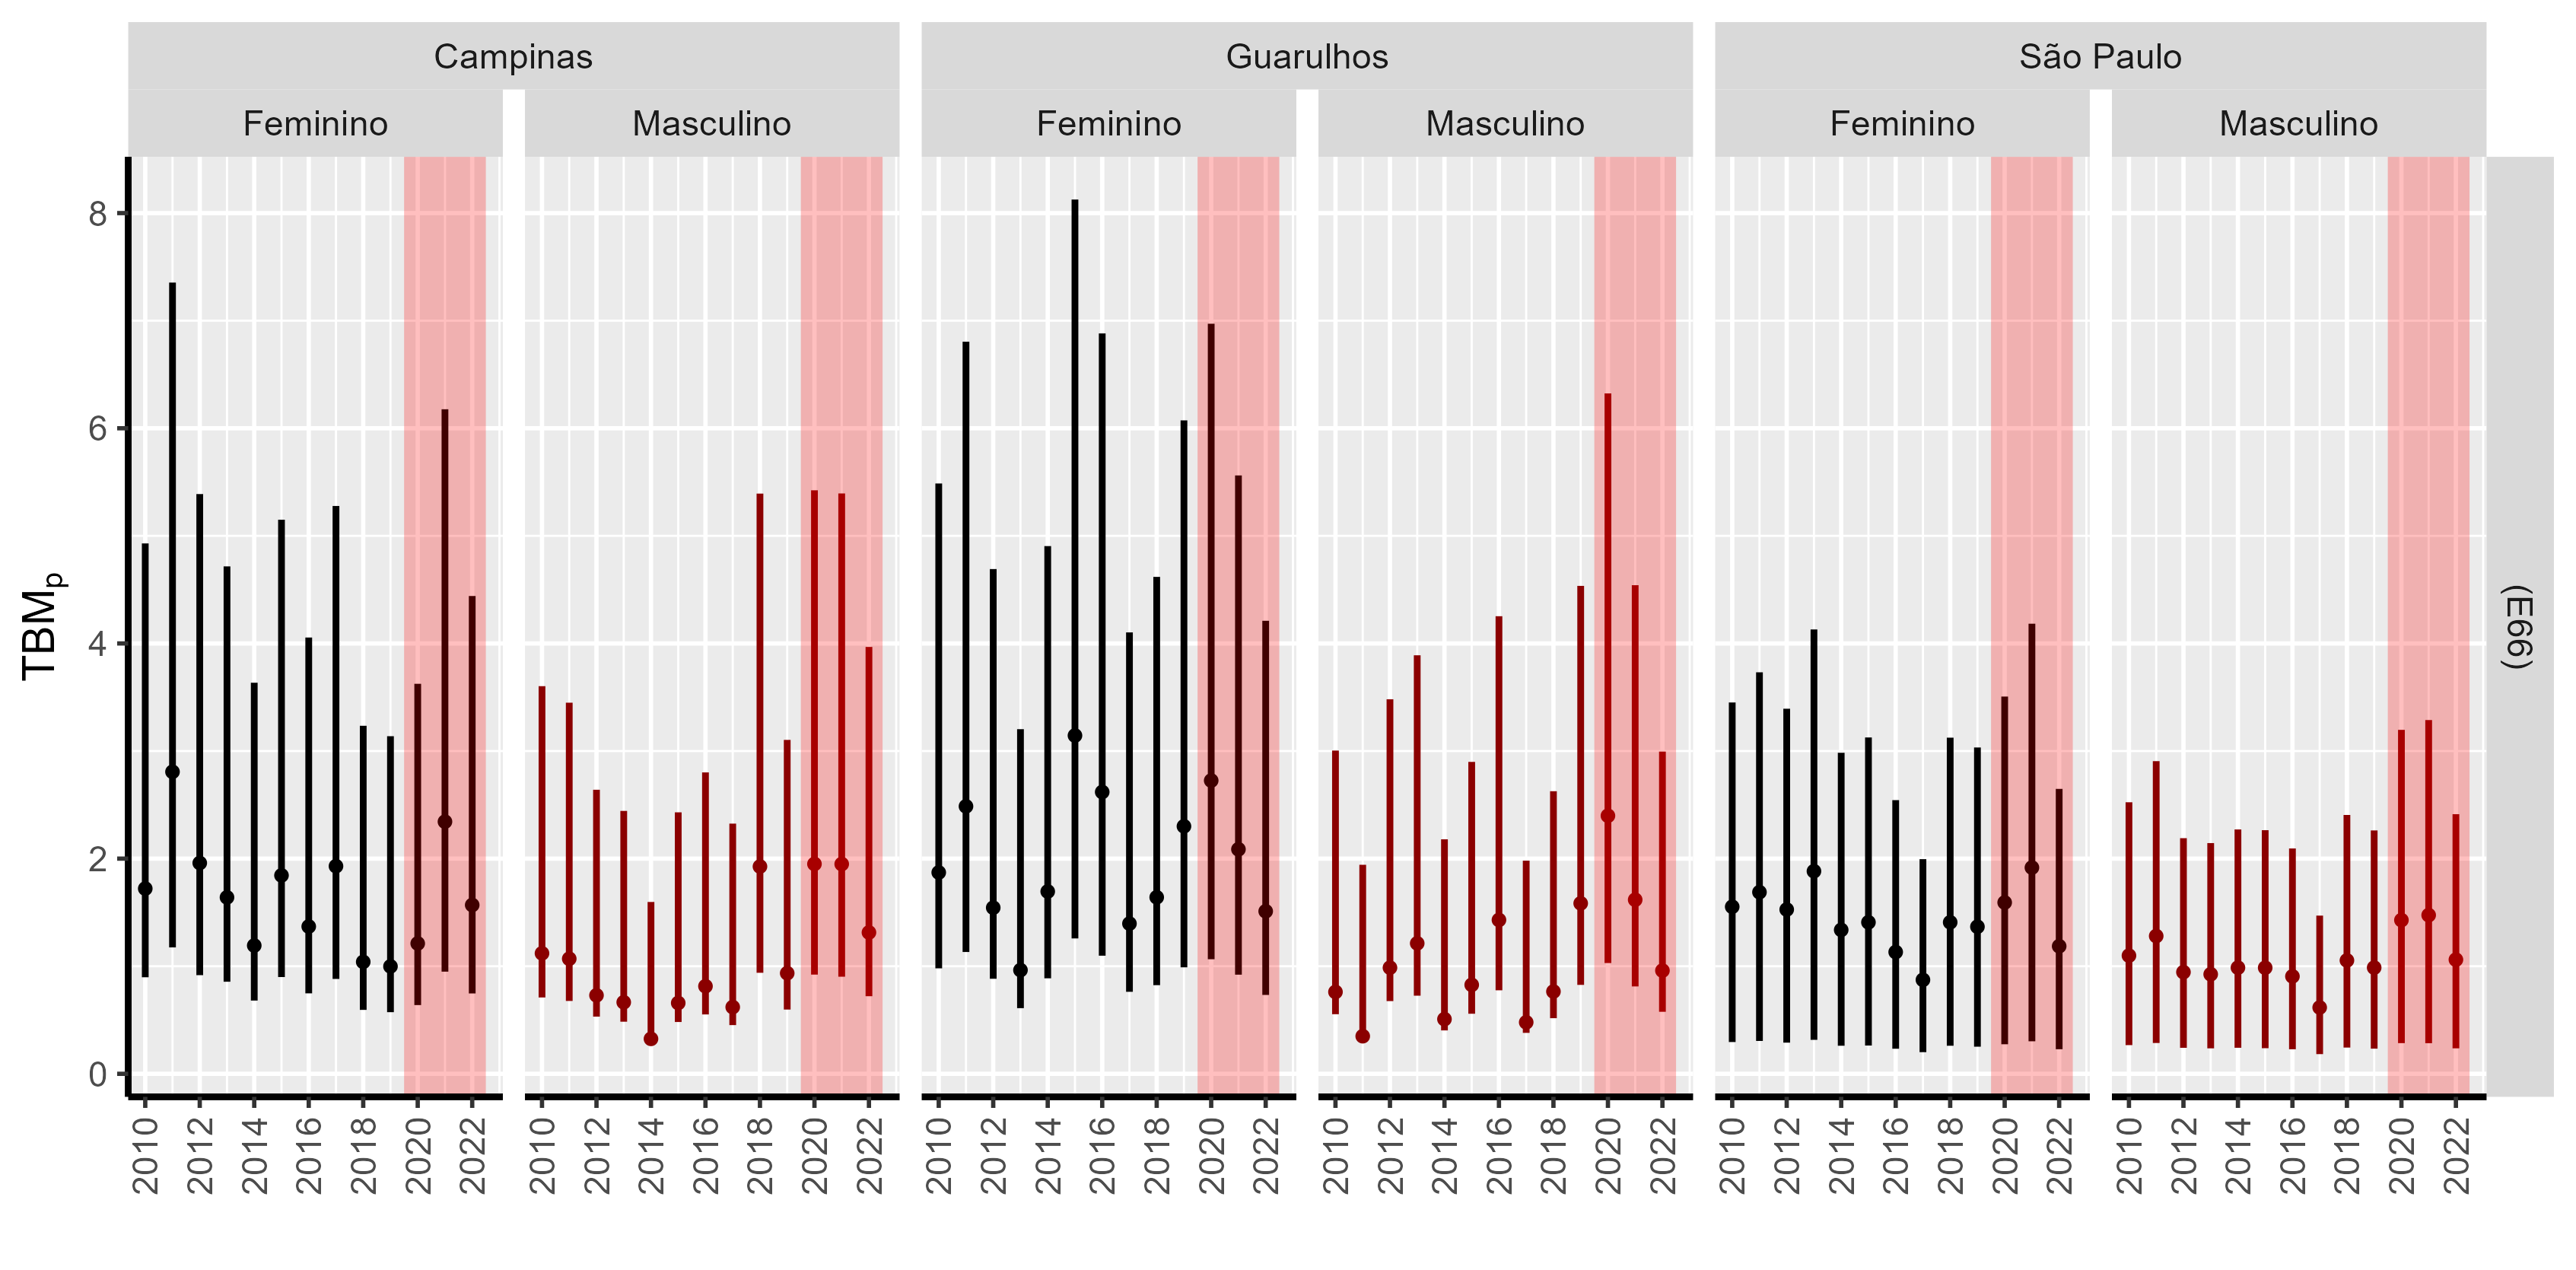 Campinas Guarulhos São Paulo
Feminino Masculino Feminino Masculino Feminino Masculino
8
6
4
2
0
TBMp
(E66)
2010 2012 2014 2016 2018 2020 2022 2010 2012 2014 2016 2018 2020 2022 2010 2012 2014 2016 2018 2020 2022 2010 2012 2014 2016 2018 2020 2022 2010 2012 2014 2016 2018 2020 2022 2010 2012 2014 2016 2018 2020 2022